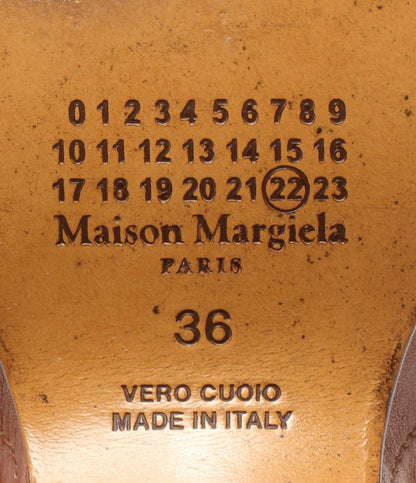 0 1 2 3 4 5 6 7 8 9
10 11 12 13 14 15 16
17 18 19 20 21 22 23
Maison Margiela
PARIS
36
VERO CUOIO
MADE IN ITALY